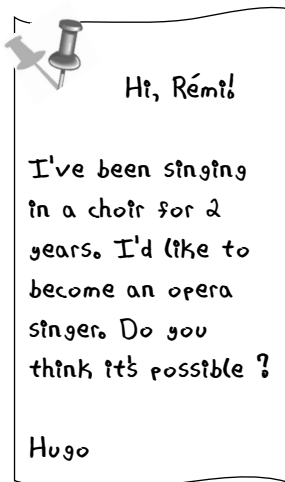 Hi, Rémi!
I've been singing
in a choir for 2
years. I'd like to
become an opera
singer. Do you
think it's possible ?
Hugo